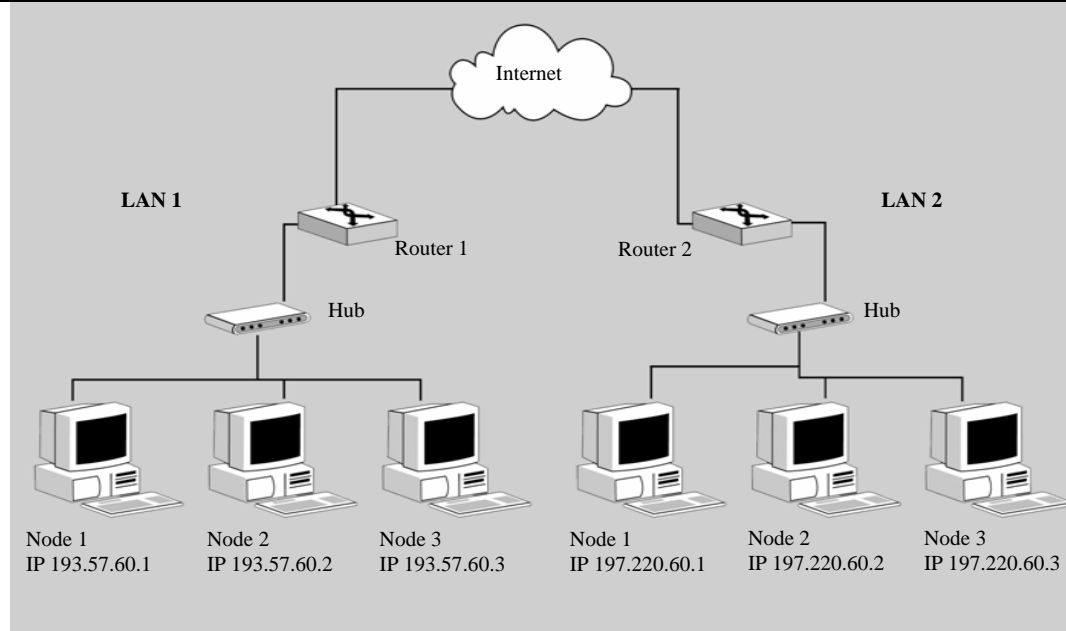 Internet
LAN 1
LAN 2
Router 1
Router 2
Hub
Hub
Node 1
IP 193.57.60.1
Node 2
IP 193.57.60.2
Node 3
IP 193.57.60.3
Node 1
IP 197.220.60.1
Node 2
IP 197.220.60.2
Node 3
IP 197.220.60.3